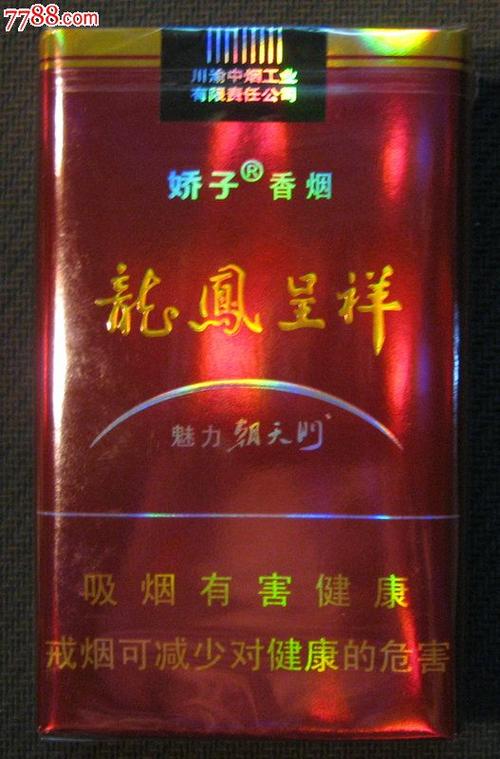 7788.com
川渝中烟工业
有限责任公司
娇子®香烟
龍鳳呈祥
魅力朝天門
吸烟有害健康
戒烟可减少对健康的危害